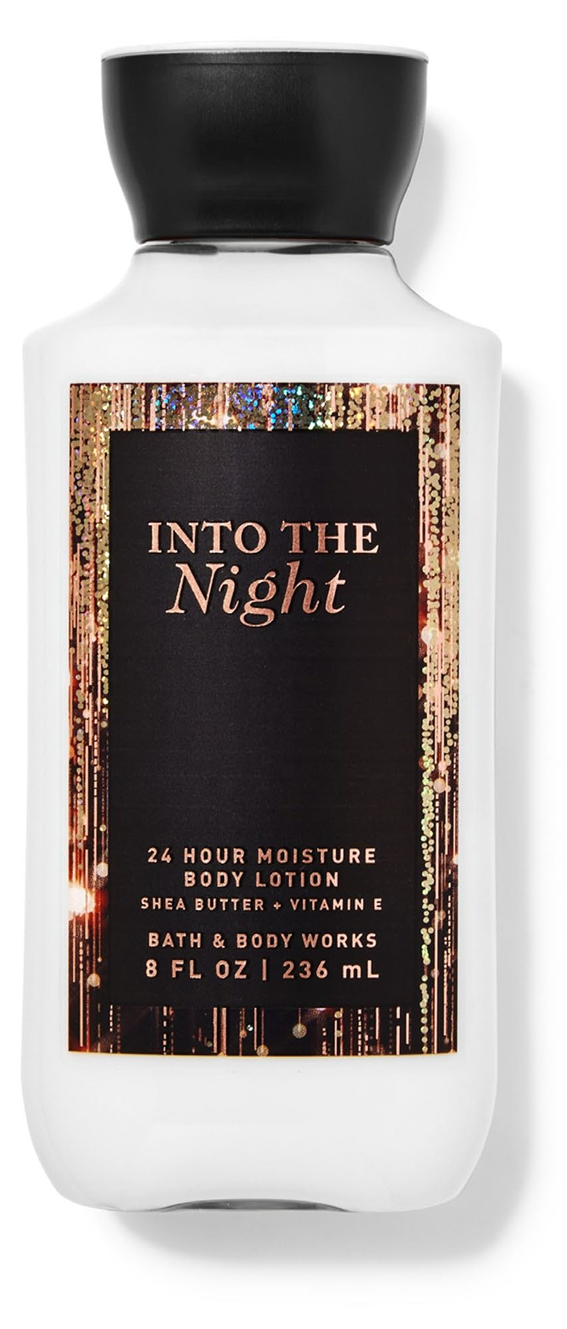 INTO THE
Night
24 HOUR MOISTURE
BODY LOTION
SHEA BUTTER + VITAMIN E
BATH & BODY WORKS
8 FL OZ | 236 mL